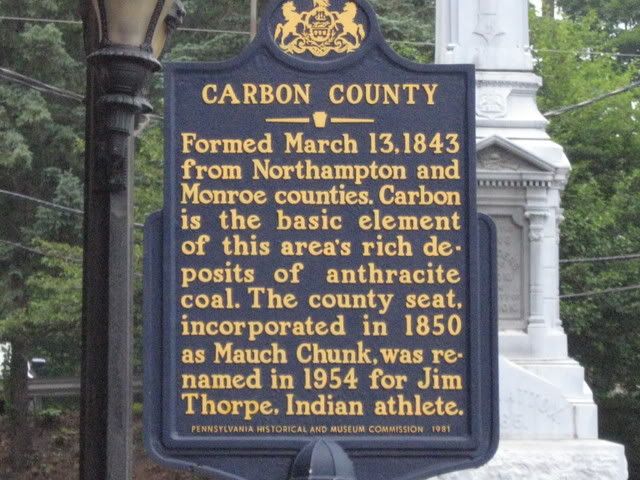 CARBON COUNTY
Formed March 13, 1843
from Northampton and
Monroe counties. Carbon
is the basic element
of this area's rich de-
posits of anthracite
coal. The county seat,
incorporated in 1850
as Mauch Chunk, was re-
named in 1954 for Jim
Thorpe, Indian athlete.
PENNSYLVANIA HISTORICAL AND MUSEUM COMMISSION 1981